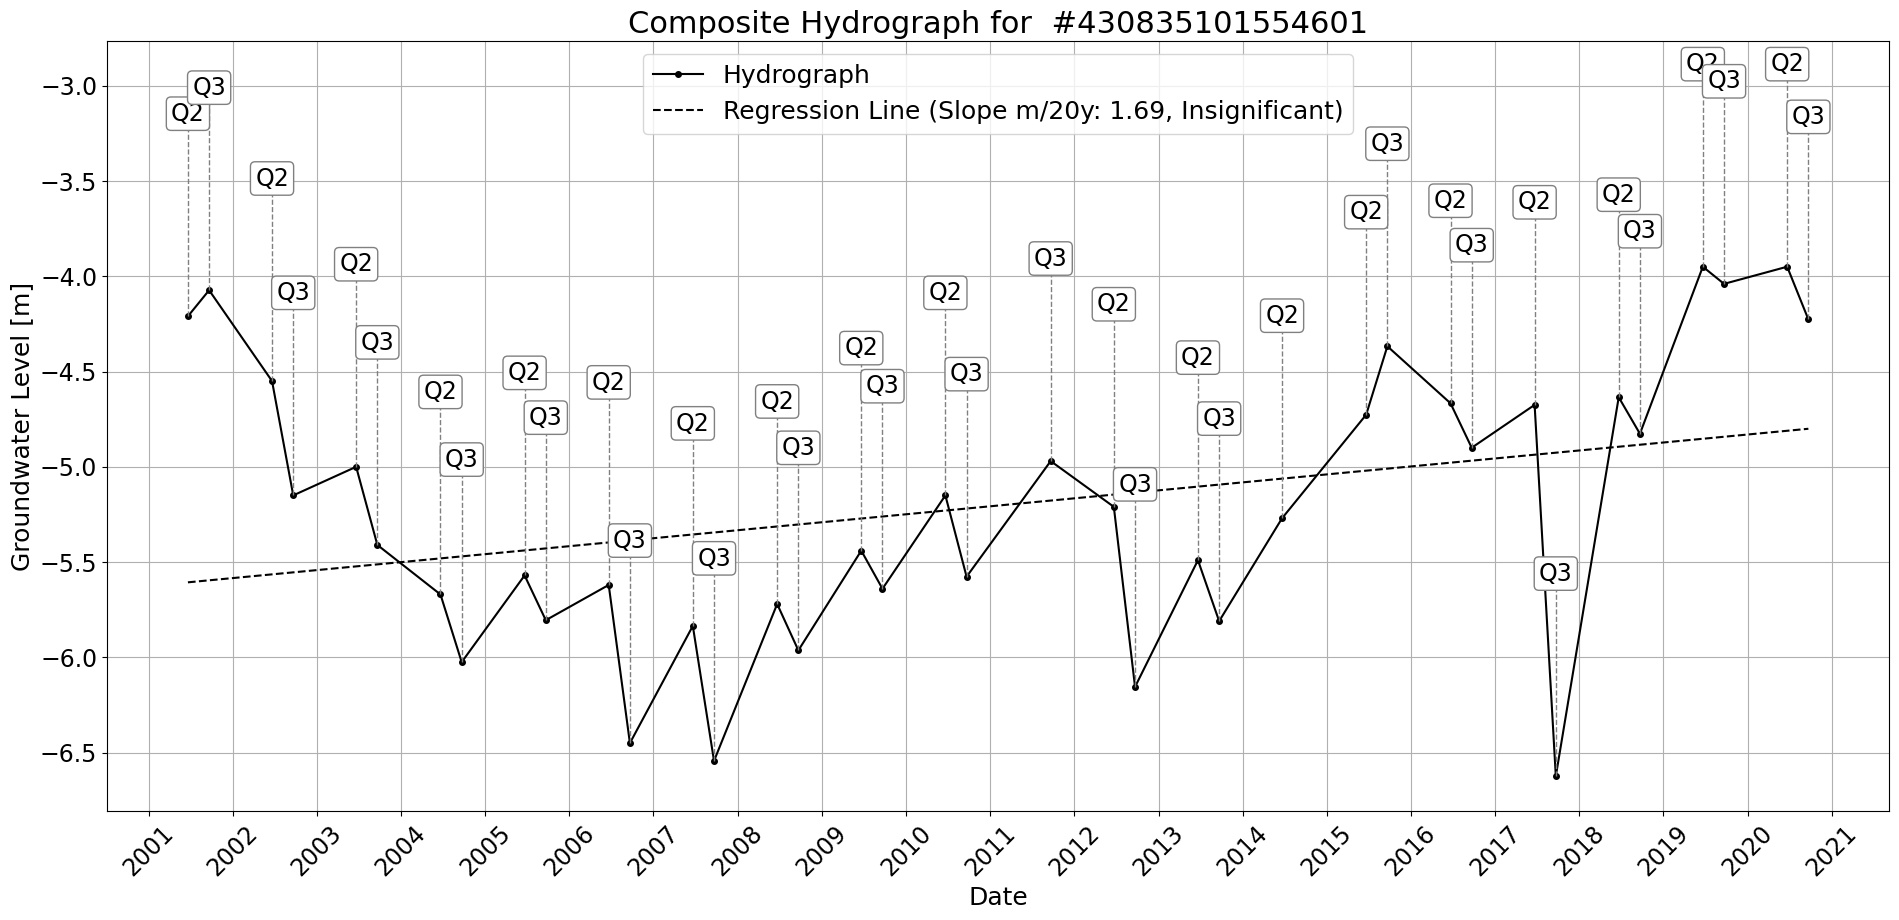 Composite Hydrograph for  #430835101554601
Hydrograph
Regression Line (Slope m/20y: 1.69, Insignificant)
Groundwater Level [m]
−3.0
−3.5
−4.0
−4.5
−5.0
−5.5
−6.0
−6.5
Q2
Q3
Q2
Q3
Q2
Q3
Q2
Q3
Q2
Q3
Q2
Q3
Q2
Q3
Q2
Q3
Q2
Q3
Q2
Q3
Q3
Q2
Q3
Q2
Q3
Q2
Q2
Q3
Q2
Q3
Q2
Q3
Q2
Q3
Q2
Q3
Q2
Q3
2001
2002
2003
2004
2005
2006
2007
2008
2009
2010
2011
2012
2013
2014
2015
2016
2017
2018
2019
2020
2021
Date